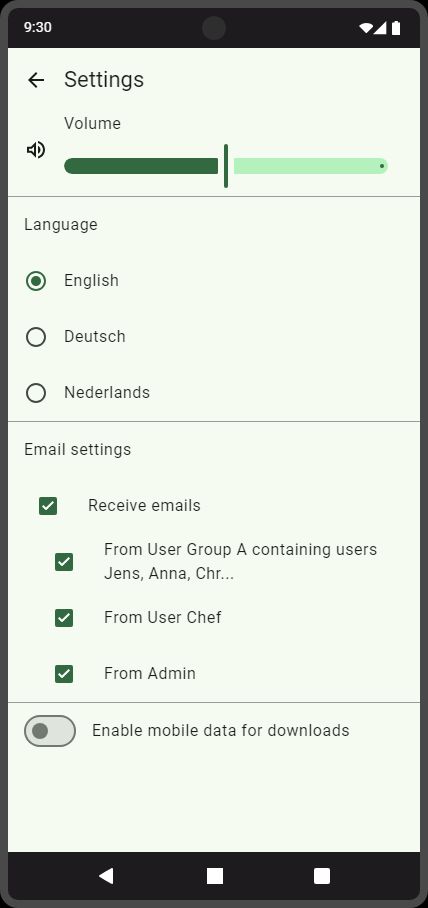 9:30
Settings
Volume
Language
English
Deutsch
Nederlands
Email settings
Receive emails
From User Group A containing users
Jens, Anna, Chr...
From User Chef
From Admin
Enable mobile data for downloads